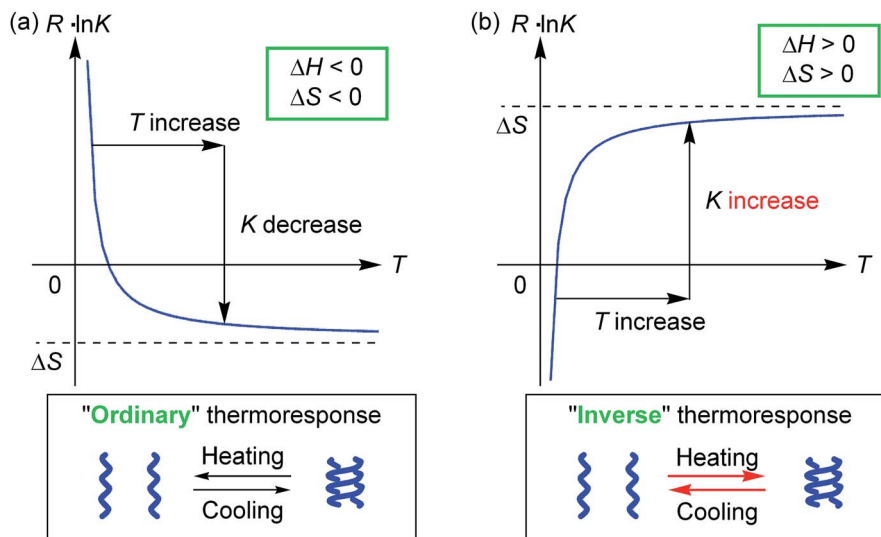 (a) R·lnK
ΔH < 0
ΔS < 0
T increase
K decrease
0
T
ΔS
"Ordinary" thermoresponse
Heating
Cooling
(b) R·lnK
ΔH > 0
ΔS > 0
ΔS
K increase
0
T
T increase
"Inverse" thermoresponse
Heating
Cooling